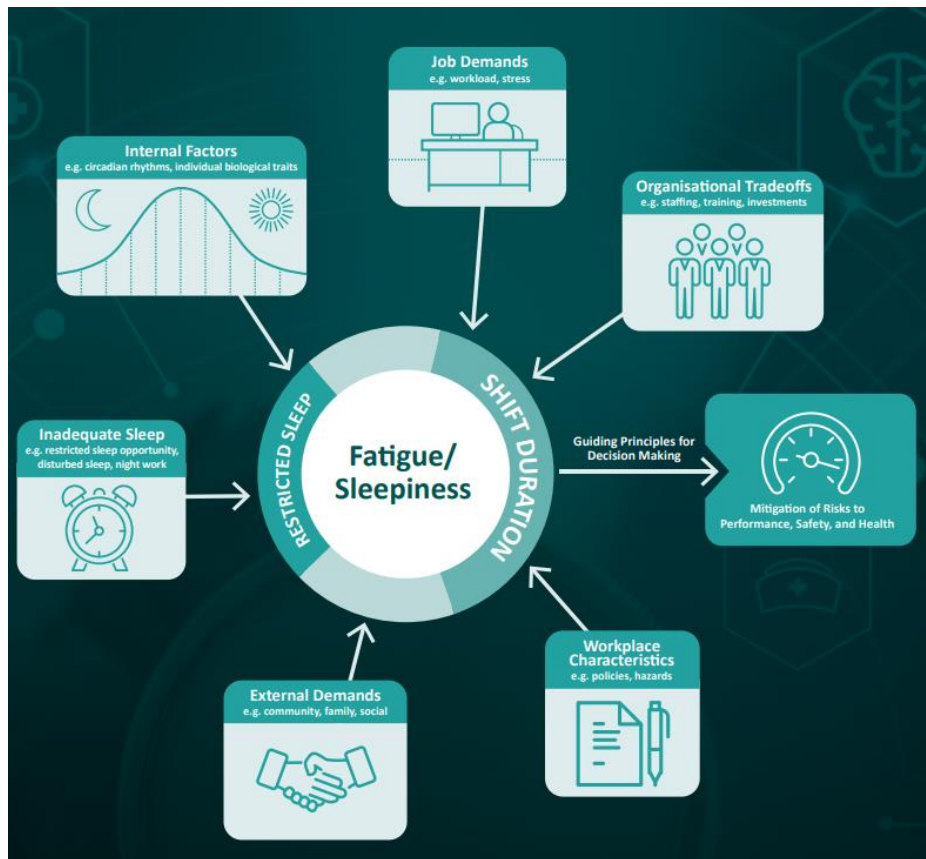 Job Demands
e.g. workload, stress
Internal Factors
e.g. circadian rhythms, individual biological traits
Organisational Tradeoffs
e.g. staffing, training, investments
RESTRICTED SLEEP
Fatigue/
Sleepiness
SHIFT DURATION
Inadequate Sleep
e.g. restricted sleep opportunity,
disturbed sleep, night work
Guiding Principles for
Decision Making
Mitigation of Risks to
Performance, Safety, and Health
External Demands
e.g. community, family, social
Workplace
Characteristics
e.g. policies, hazards